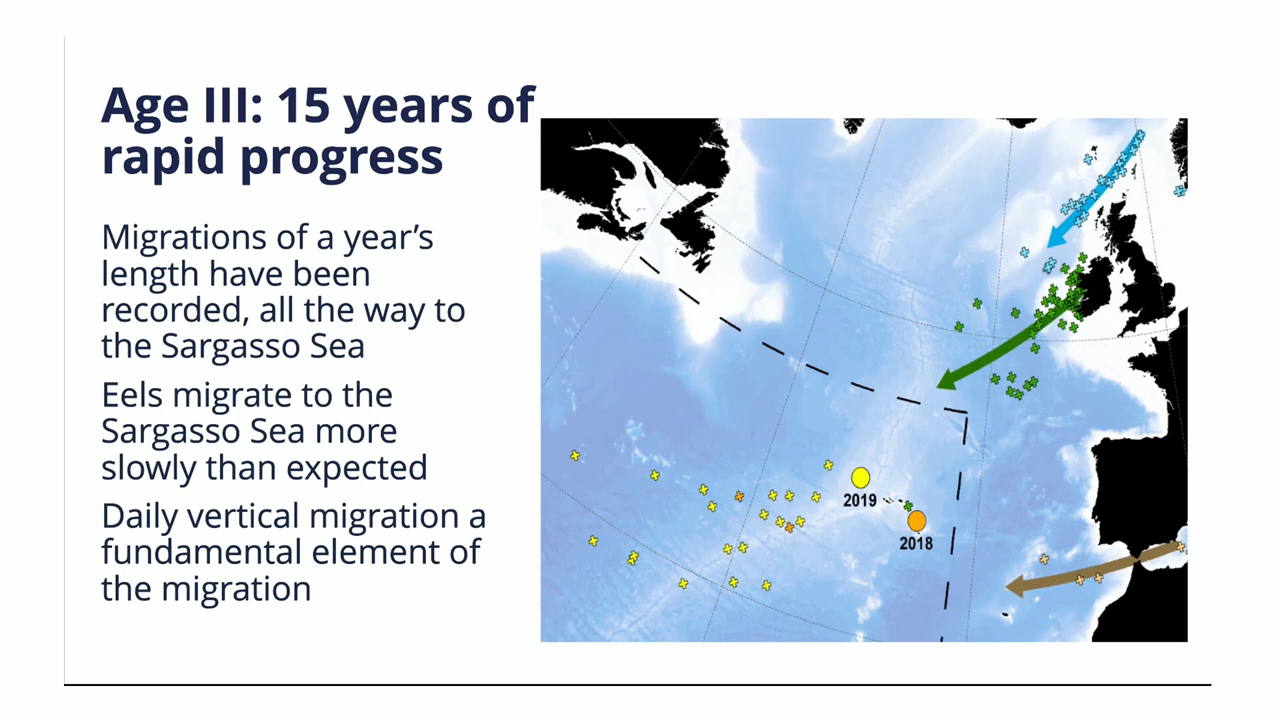 Age III: 15 years of
rapid progress
Migrations of a year’s
length have been
recorded, all the way to
the Sargasso Sea
Eels migrate to the
Sargasso Sea more
slowly than expected
Daily vertical migration a
fundamental element of
the migration
2019
2018